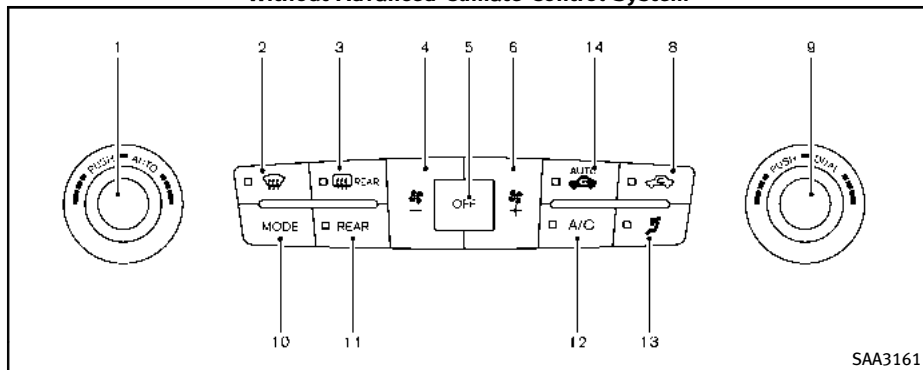 Without Advanced Climate Control System
1 2 3 4 5 6 14 8 9
PUSH AUTO
REAR
OFF
AUTO
PUSH DUAL
MODE
REAR
A/C
− +
10 11 12 13
SAA3161